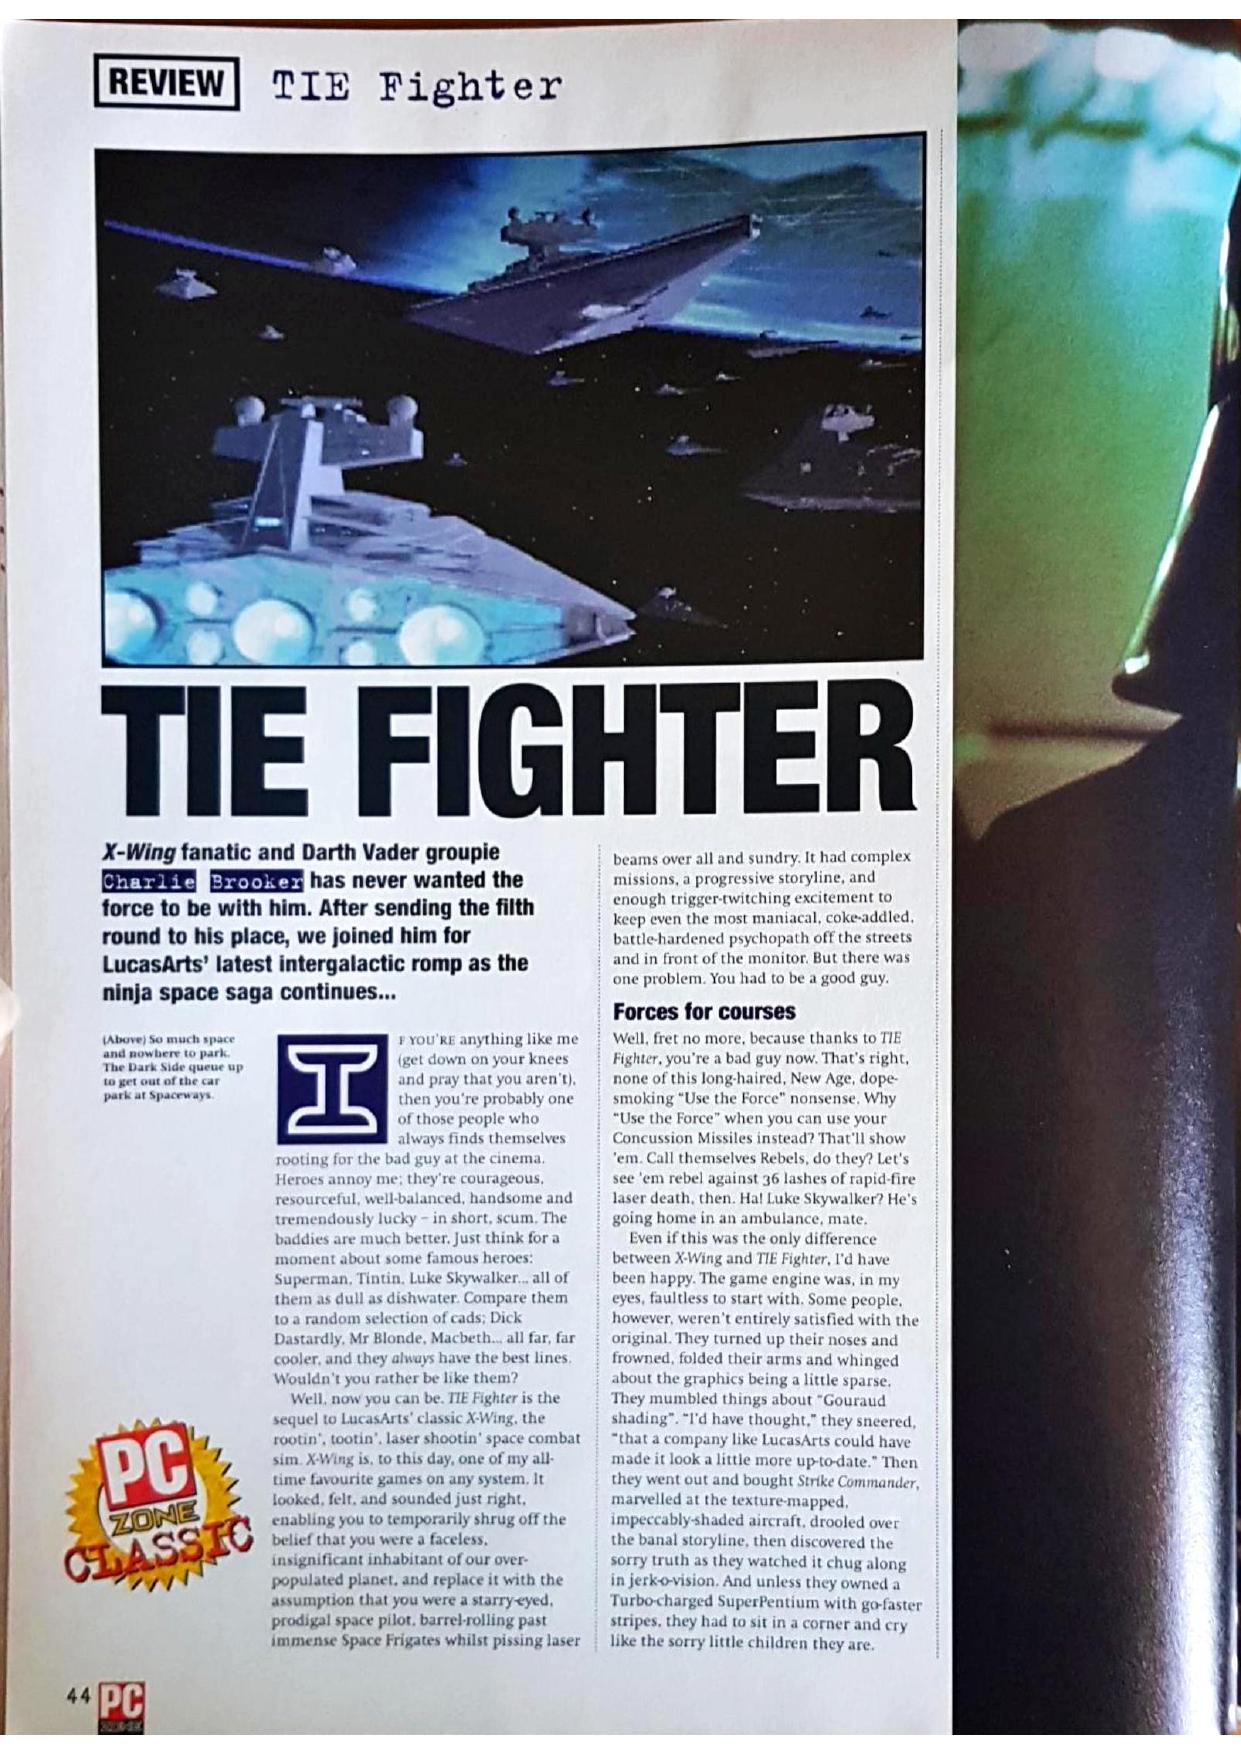 REVIEW TIE Fighter
TIE FIGHTER
X-Wing fanatic and Darth Vader groupie
Charlie Brooker has never wanted the
force to be with him. After sending the filth
round to his place, we joined him for
LucasArts' latest intergalactic romp as the
ninja space saga continues...
(Above) So much space
and nowhere to park.
The Dark Side queue up
to get out of the car
park at Spaceways.
IF YOU'RE anything like me
(get down on your knees
and pray that you aren't),
then you're probably one
of those people who
always finds themselves
rooting for the bad guy at the cinema.
Heroes annoy me; they're courageous,
resourceful, well-balanced, handsome and
tremendously lucky – in short, scum. The
baddies are much better. Just think for a
moment about some famous heroes:
Superman, Tintin, Luke Skywalker... all of
them as dull as dishwater. Compare them
to a random selection of cads; Dick
Dastardly, Mr Blonde, Macbeth... all far, far
cooler, and they always have the best lines.
Wouldn't you rather be like them?
Well, now you can be. TIE Fighter is the
sequel to LucasArts' classic X-Wing, the
rootin', tootin', laser shootin' space combat
sim. X-Wing is, to this day, one of my all-
time favourite games on any system. It
looked, felt, and sounded just right,
enabling you to temporarily shrug off the
belief that you were a faceless,
insignificant inhabitant of our over-
populated planet, and replace it with the
assumption that you were a starry-eyed,
prodigal space pilot, barrel-rolling past
immense Space Frigates whilst pissing laser
beams over all and sundry. It had complex
missions, a progressive storyline, and
enough trigger-twitching excitement to
keep even the most maniacal, coke-addled,
battle-hardened psychopath off the streets
and in front of the monitor. But there was
one problem. You had to be a good guy.
Forces for courses
Well, fret no more, because thanks to TIE
Fighter, you're a bad guy now. That's right,
none of this long-haired, New Age, dope-
smoking "Use the Force" nonsense. Why
"Use the Force" when you can use your
Concussion Missiles instead? That'll show
'em. Call themselves Rebels, do they? Let's
see 'em rebel against 36 lashes of rapid-fire
laser death, then. Ha! Luke Skywalker? He's
going home in an ambulance, mate.
Even if this was the only difference
between X-Wing and TIE Fighter, I'd have
been happy. The game engine was, in my
eyes, faultless to start with. Some people,
however, weren't entirely satisfied with the
original. They turned up their noses and
frowned, folded their arms and whinged
about the graphics being a little sparse.
They mumbled things about "Gouraud
shading". "I'd have thought," they sneered,
"that a company like LucasArts could have
made it look a little more up-to-date." Then
they went out and bought Strike Commander,
marvelled at the texture-mapped,
impeccably-shaded aircraft, drooled over
the banal storyline, then discovered the
sorry truth as they watched it chug along
in jerk-o-vision. And unless they owned a
Turbo-charged SuperPentium with go-faster
stripes, they had to sit in a corner and cry
like the sorry little children they are.
PC
ZONE
CLASSIC
44 PC
ZONE